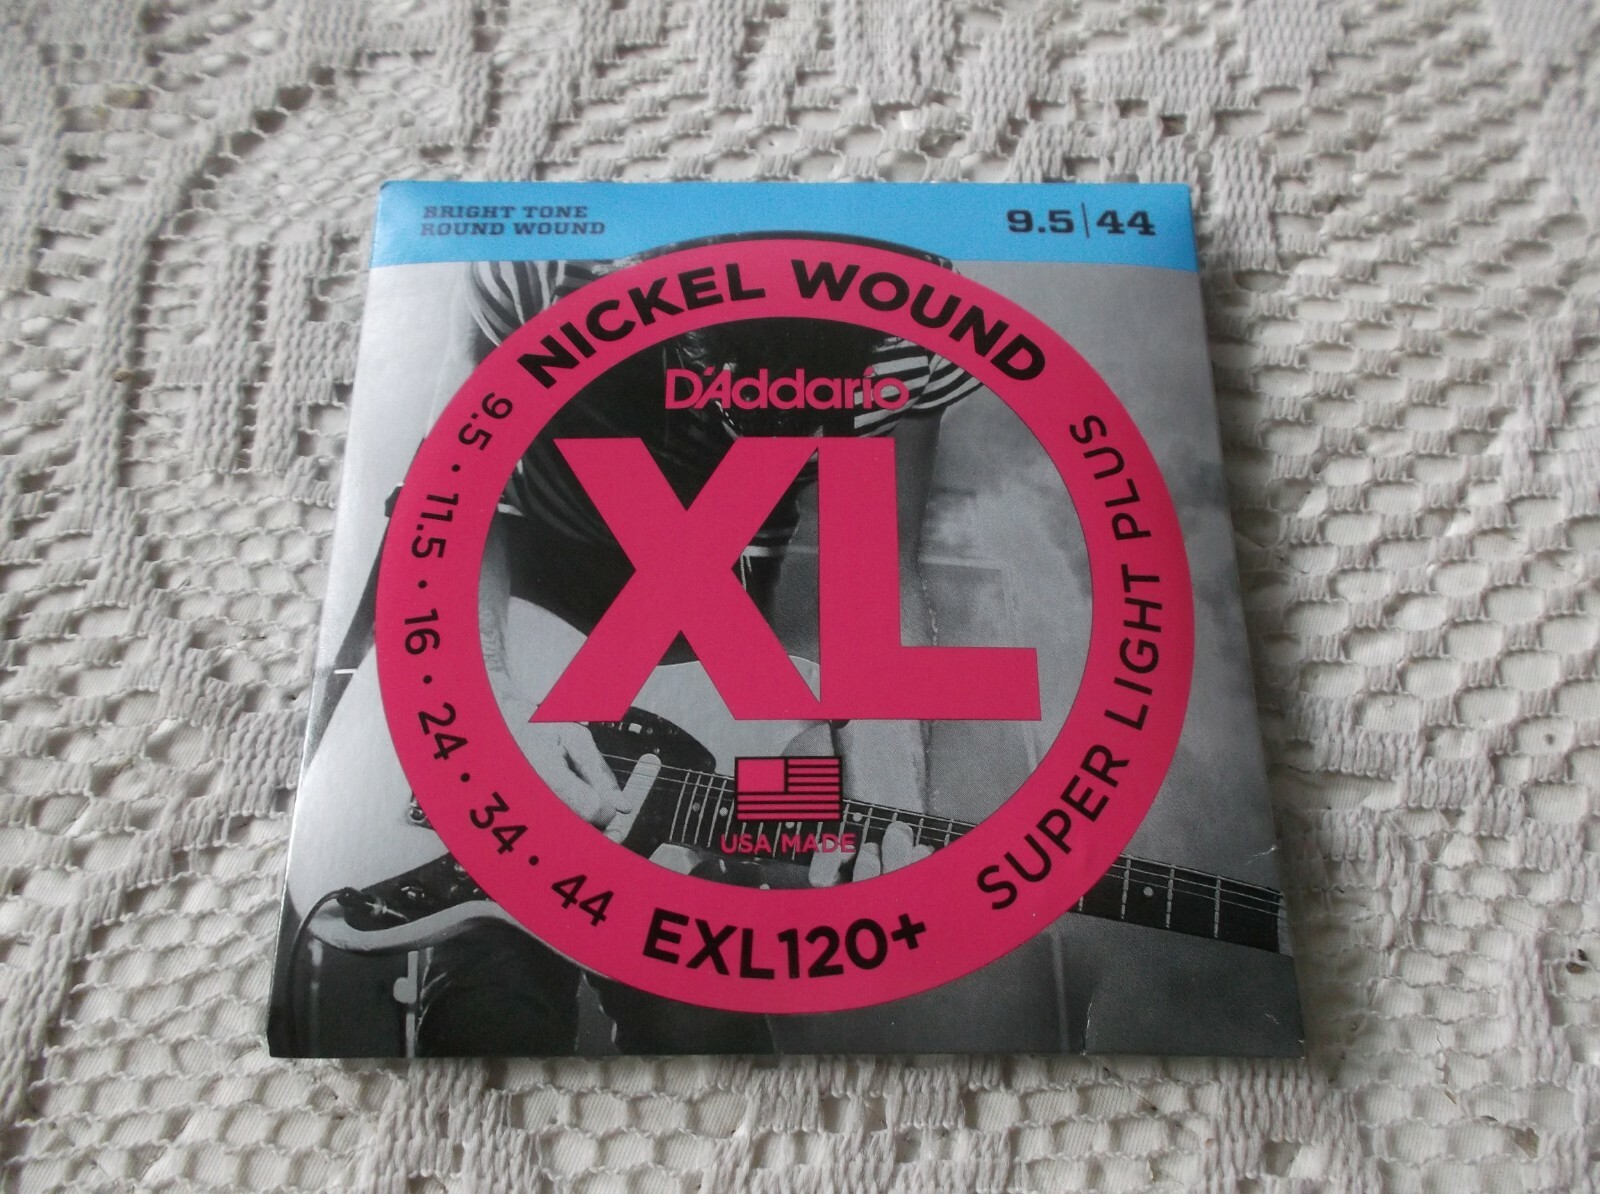 BRIGHT TONE
ROUND WOUND
9.5|44
NICKEL WOUND
D'Addario
XL
USA MADE
9.5 • 11.5 • 16 • 24 • 34 • 44
EXL120+
SUPER LIGHT PLUS